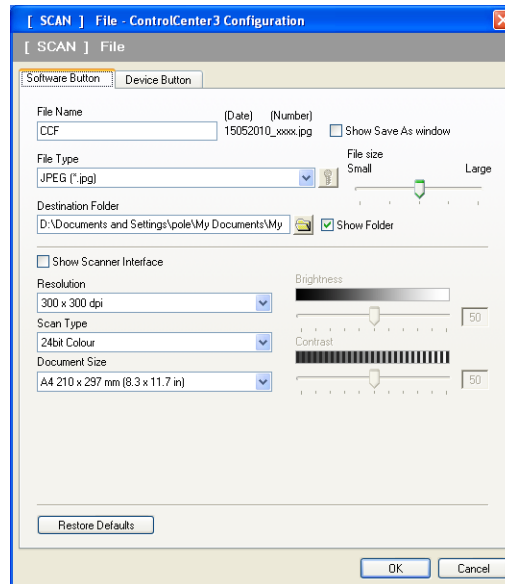 [ SCAN ] File - ControlCenter3 Configuration
[ SCAN ] File
Software Button
Device Button
File Name
(Date) (Number)
CCF
15052010_xxxx.jpg
Show Save As window
File Type
File size
Small
Large
JPEG (*.jpg)
Destination Folder
D:\Documents and Settings\pole\My Documents\My
Show Folder
Show Scanner Interface
Resolution
Brightness
300 x 300 dpi
50
Scan Type
24bit Colour
Contrast
Document Size
A4 210 x 297 mm (8.3 x 11.7 in)
50
Restore Defaults
OK
Cancel